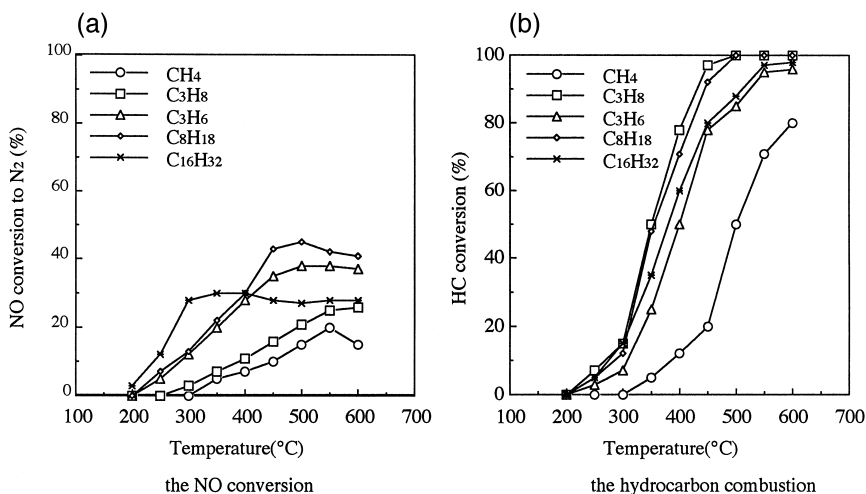 (a)
100
80
60
40
20
0
NO conversion to N2 (%)
CH4
C3H8
C3H6
C8H18
C16H32
100 200 300 400 500 600 700
Temperature(°C)
the NO conversion
(b)
100
80
60
40
20
0
HC conversion (%)
CH4
C3H8
C3H6
C8H18
C16H32
100 200 300 400 500 600 700
Temperature(°C)
the hydrocarbon combustion